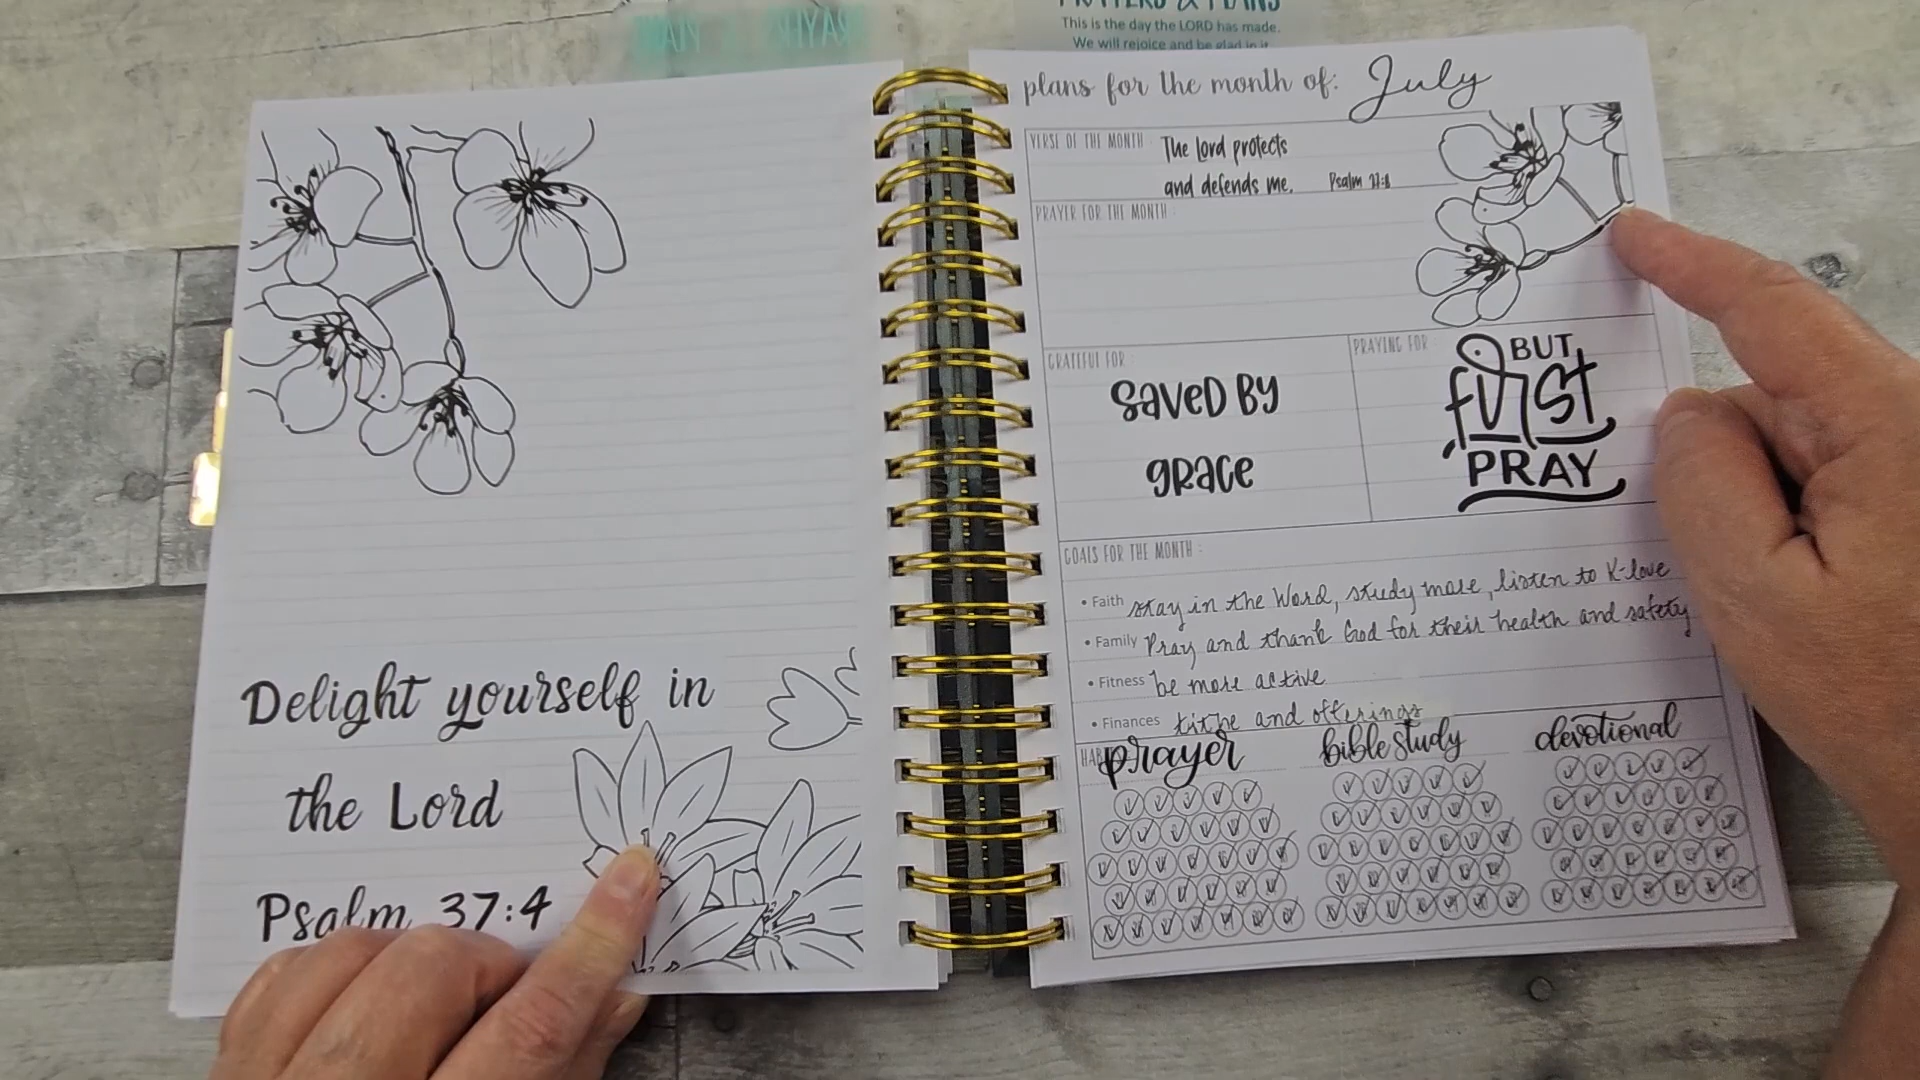 This is the day the LORD has made.
We will rejoice and be glad in it
Delight yourself in
the Lord
Psalm 37:4
plans for the month of: July
VERSE OF THE MONTH
The Lord protects
and defends me.
Psalm
PRAYER FOR THE MONTH :
GRATEFUL FOR
SAVED BY
GRACE
PRAYING FOR :
BUT
first
PRAY
GOALS FOR THE MONTH :
• Faith stay in the Word, study more, listen to K-love
• Family Pray and thank God for their health and safety
• Fitness be more active
• Finances tithe and offerings
prayer
bible study
devotional